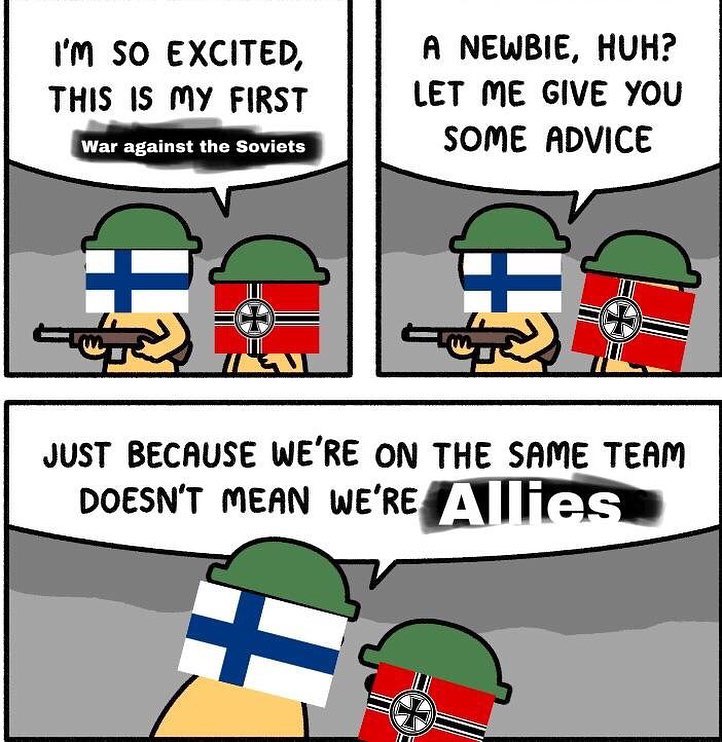 I'M SO EXCITED,
THIS IS MY FIRST
War against the Soviets
A NEWBIE, HUH?
LET ME GIVE YOU
SOME ADVICE
JUST BECAUSE WE'RE ON THE SAME TEAM
DOESN'T MEAN WE'RE Allies